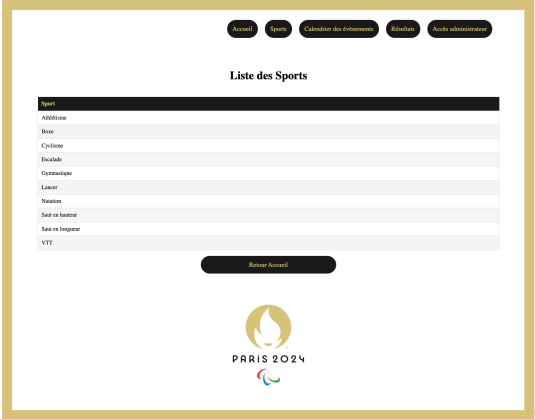 Accueil Sports Calendrier des évènements Résultats Accès administrateur
Liste des Sports
Sport
Athlétisme
Boxe
Cyclisme
Escalade
Gymnastique
Lancer
Natation
Saut en hauteur
Saut en longueur
VTT
Retour Accueil
PARIS 2024